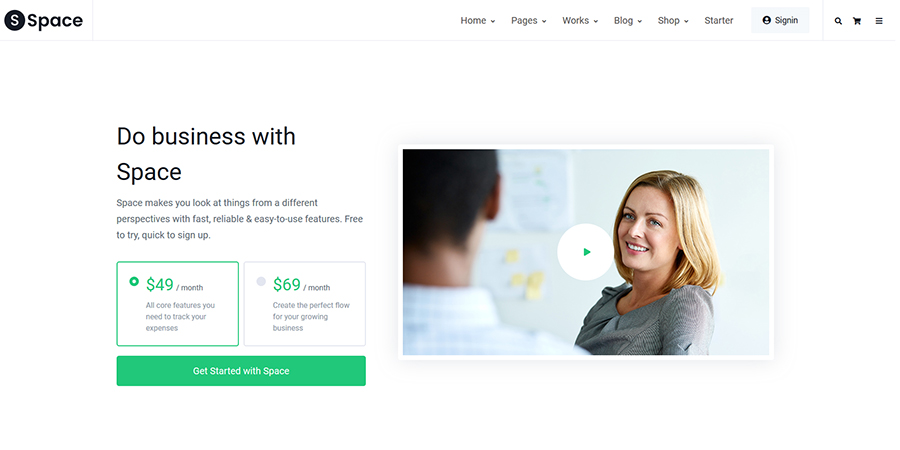 S Space
Home Pages Works Blog Shop Starter Signin
Do business with
Space
Space makes you look at things from a different
perspectives with fast, reliable & easy-to-use features. Free
to try, quick to sign up.
$49 / month
All core features you
need to track your
expenses
$69 / month
Create the perfect flow
for your growing
business
Get Started with Space